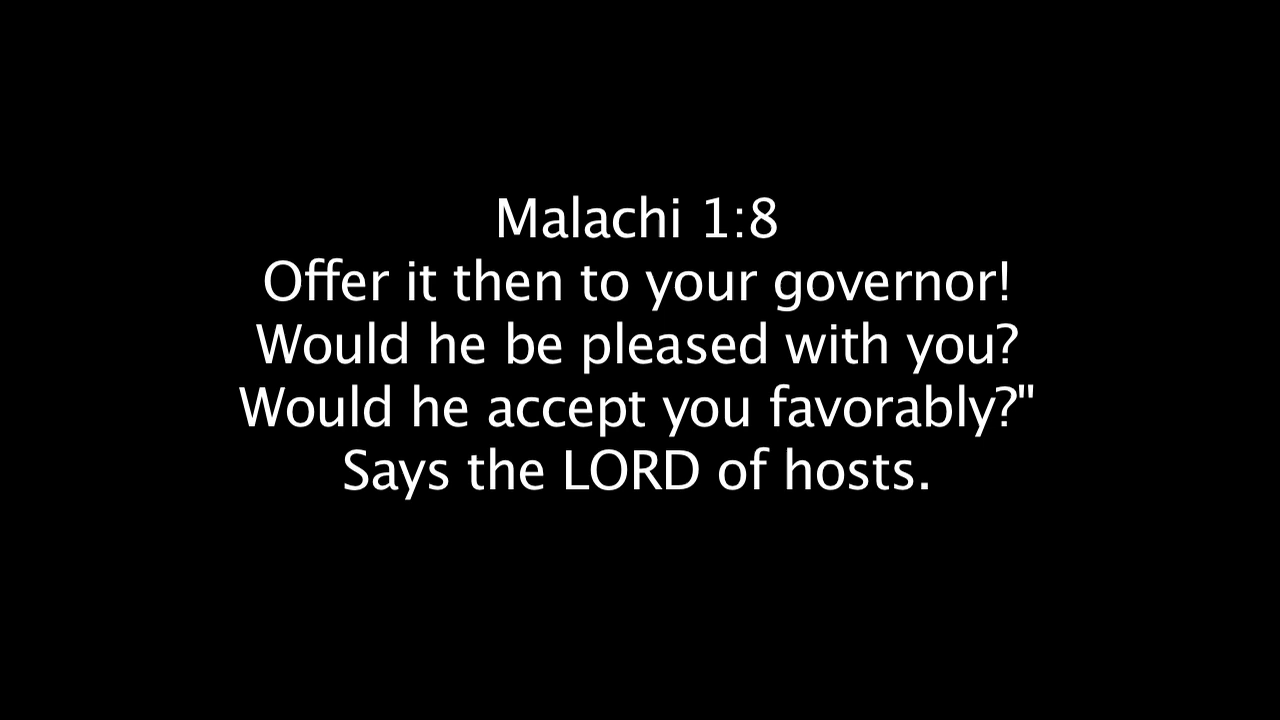 Malachi 1:8
Offer it then to your governor!
Would he be pleased with you?
Would he accept you favorably?"
Says the LORD of hosts.